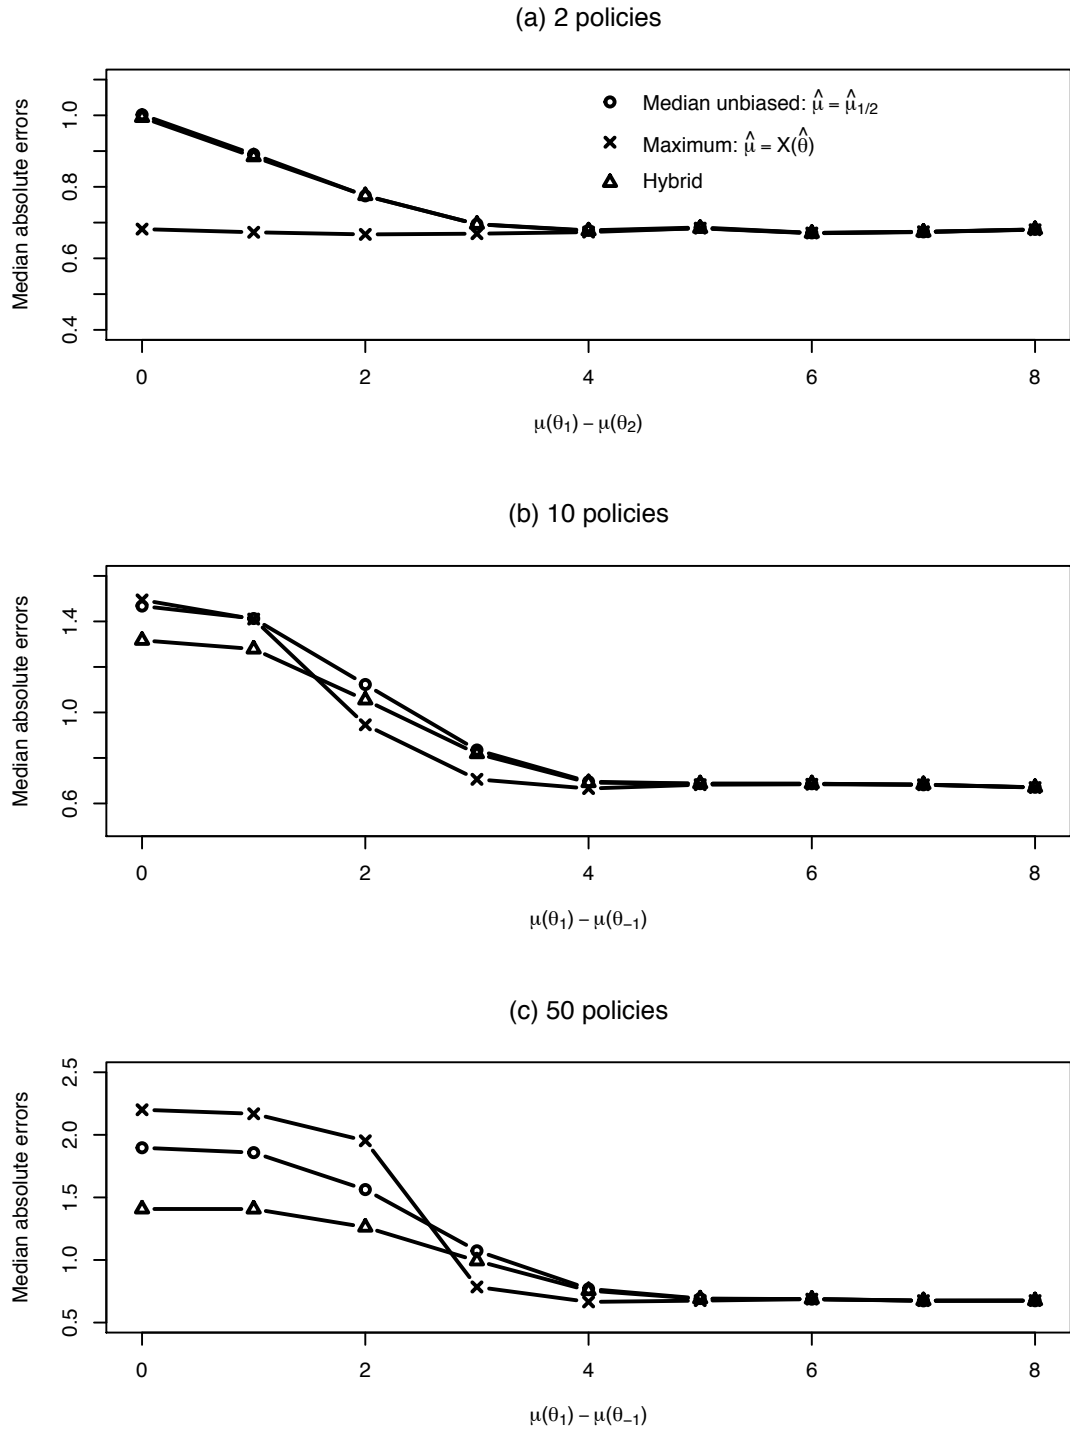 (a) 2 policies
Median absolute errors
1.0
0.8
0.6
0.4
Median unbiased: μ̂ = μ̂₁/₂
Maximum: μ̂ = X(θ̂)
Hybrid
0 2 4 6 8
μ(θ₁) − μ(θ₂)
(b) 10 policies
Median absolute errors
1.4
1.0
0.6
0 2 4 6 8
μ(θ₁) − μ(θ₋₁)
(c) 50 policies
Median absolute errors
2.5
2.0
1.5
1.0
0.5
0 2 4 6 8
μ(θ₁) − μ(θ₋₁)